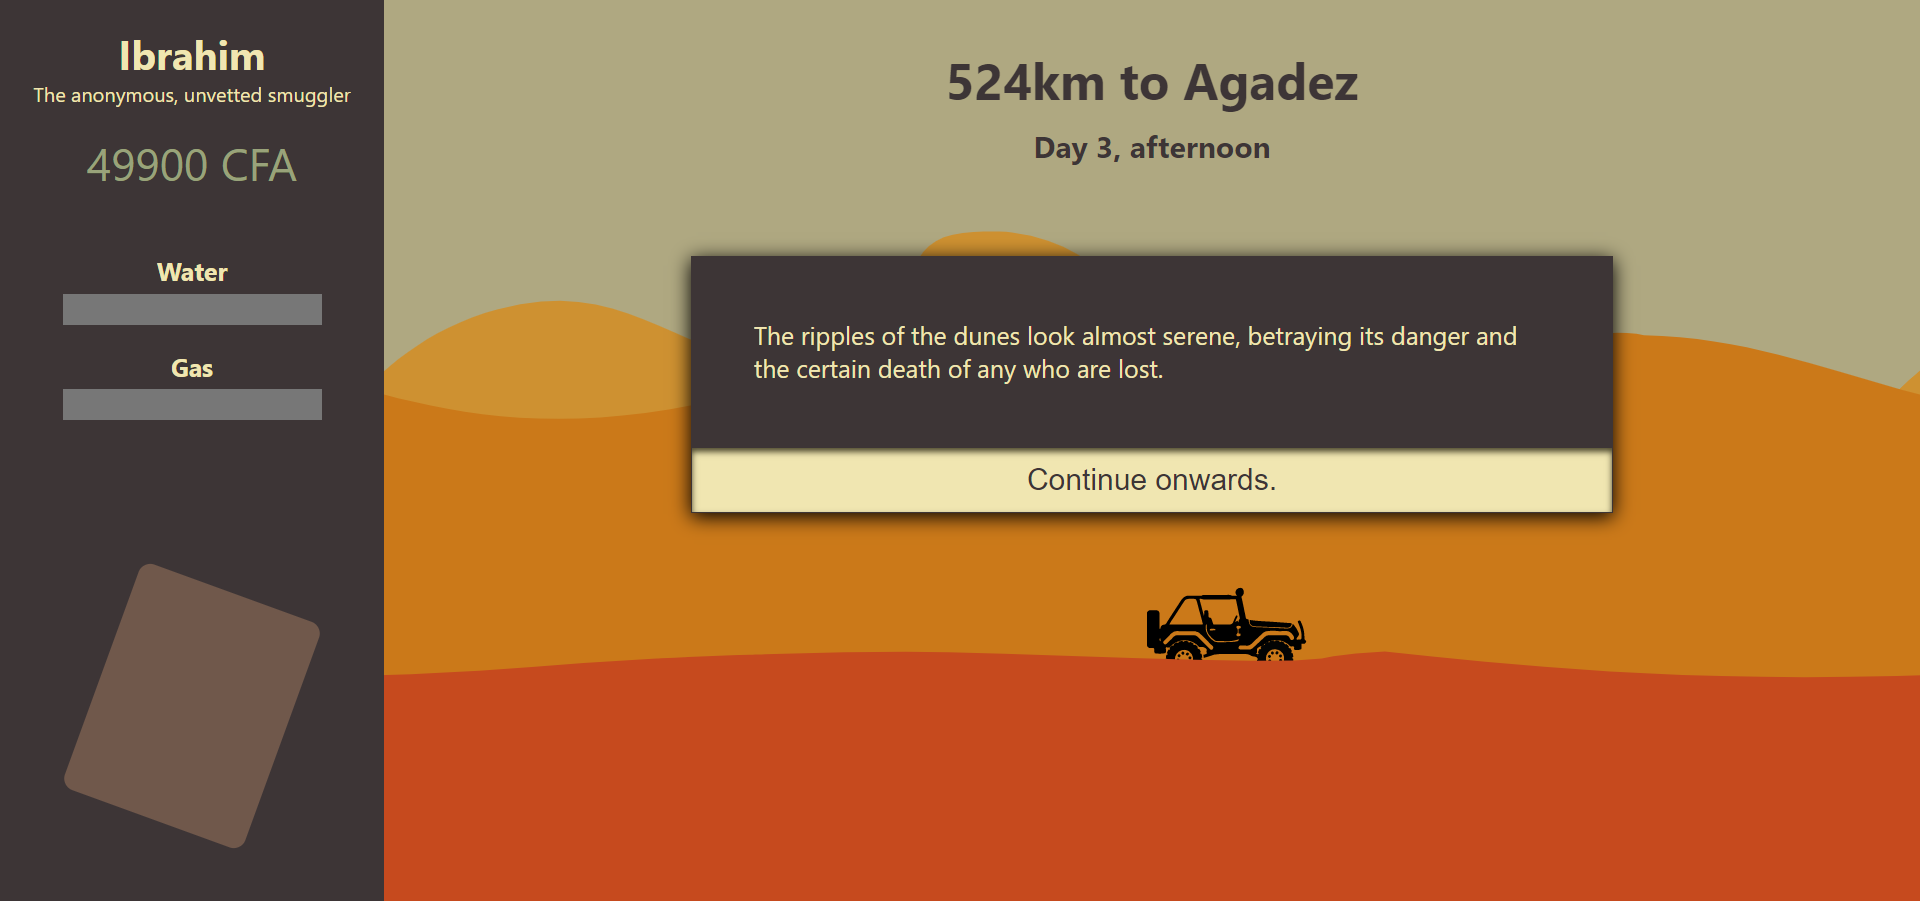 Ibrahim
The anonymous, unvetted smuggler
49900 CFA
Water
Gas
524km to Agadez
Day 3, afternoon
The ripples of the dunes look almost serene, betraying its danger and
the certain death of any who are lost.
Continue onwards.